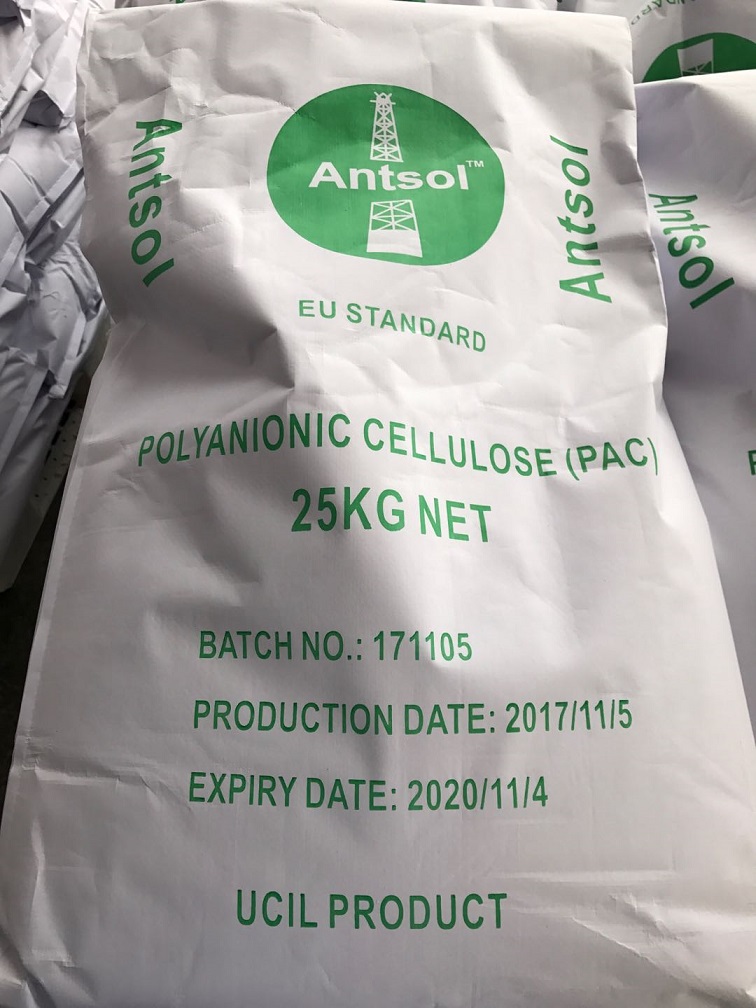 Antsol™
Antsol
Antsol
Antsol
EU STANDARD
POLYANIONIC CELLULOSE (PAC)
25KG NET
BATCH NO.: 171105
PRODUCTION DATE: 2017/11/5
EXPIRY DATE: 2020/11/4
UCIL PRODUCT